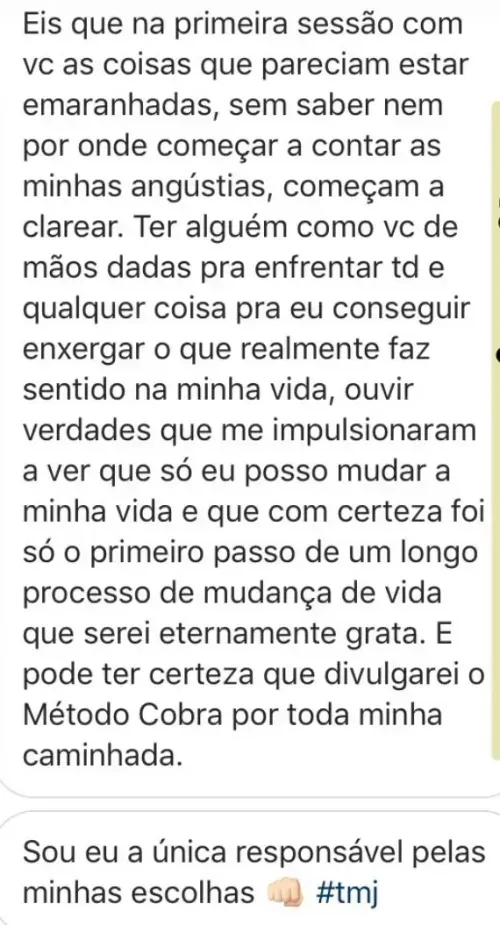 Eis que na primeira sessão com
vc as coisas que pareciam estar
emaranhadas, sem saber nem
por onde começar a contar as
minhas angústias, começam a
clarear. Ter alguém como vc de
mãos dadas pra enfrentar td e
qualquer coisa pra eu conseguir
enxergar o que realmente faz
sentido na minha vida, ouvir
verdades que me impulsionaram
a ver que só eu posso mudar a
minha vida e que com certeza foi
só o primeiro passo de um longo
processo de mudança de vida
que serei eternamente grata. E
pode ter certeza que divulgarei o
Método Cobra por toda minha
caminhada.
Sou eu a única responsável pelas
minhas escolhas 👊🏻 #tmj